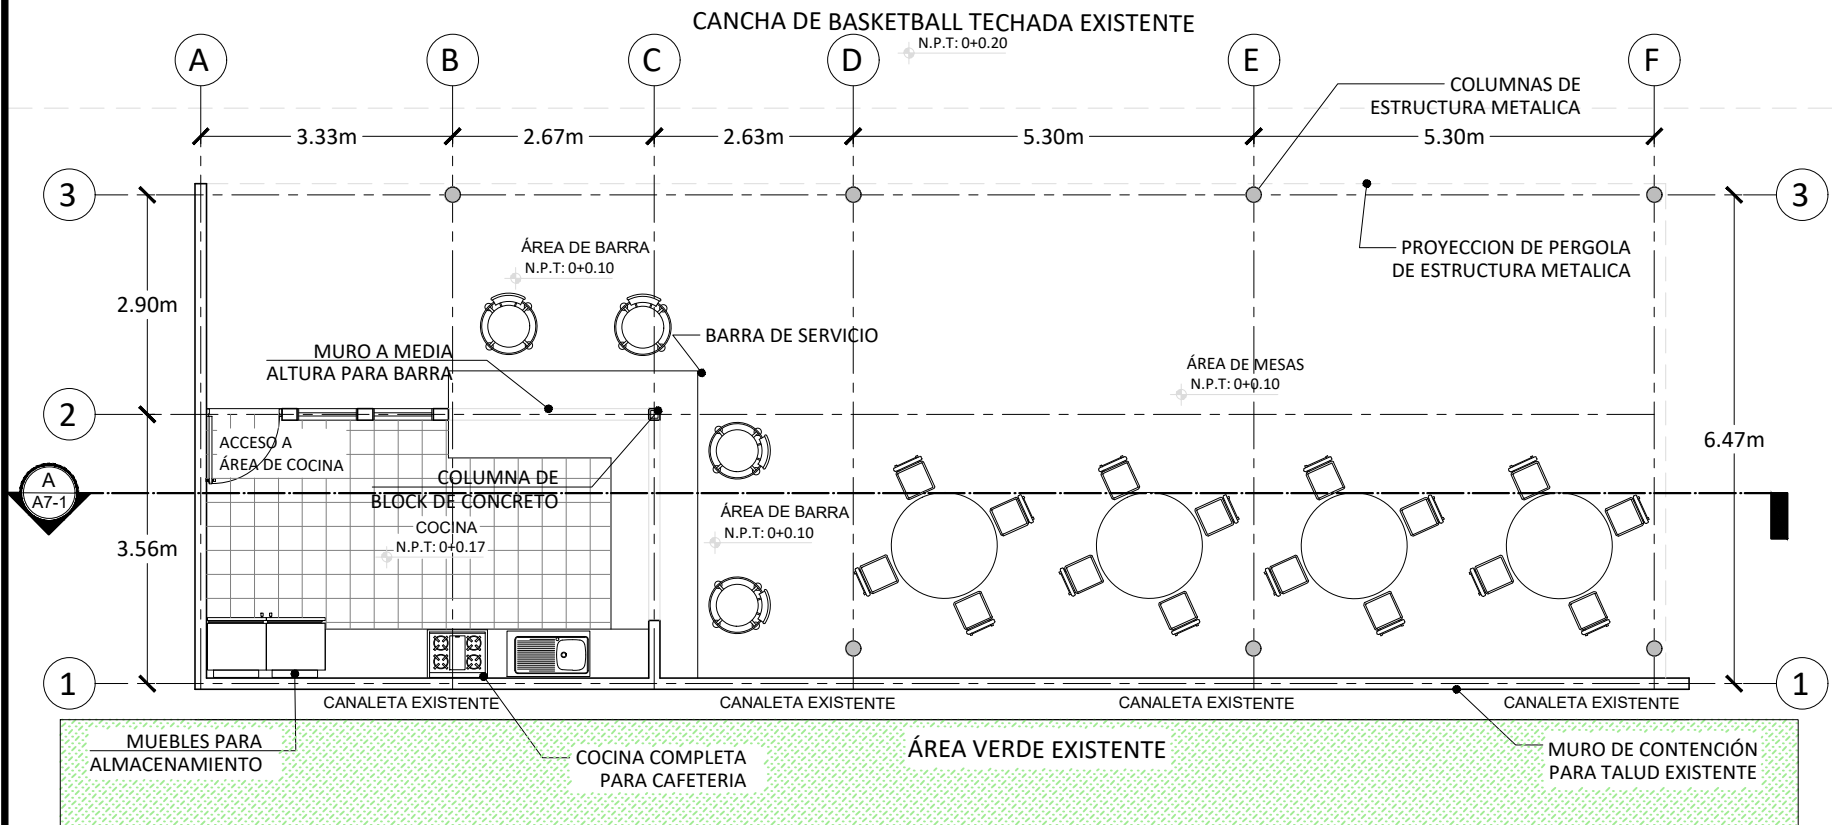 CANCHA DE BASKETBALL TECHADA EXISTENTE
N.P.T: 0+0.20
A
B
C
D
E
F
COLUMNAS DE
ESTRUCTURA METALICA
3.33m
2.67m
2.63m
5.30m
5.30m
3
3
ÁREA DE BARRA
N.P.T: 0+0.10
PROYECCION DE PERGOLA
DE ESTRUCTURA METALICA
2.90m
BARRA DE SERVICIO
MURO A MEDIA
ALTURA PARA BARRA
ÁREA DE MESAS
N.P.T: 0+0.10
2
ACCESO A
ÁREA DE COCINA
6.47m
COLUMNA DE
BLOCK DE CONCRETO
A
A7-1
COCINA
N.P.T: 0+0.17
ÁREA DE BARRA
N.P.T: 0+0.10
3.56m
1
1
CANALETA EXISTENTE
CANALETA EXISTENTE
CANALETA EXISTENTE
CANALETA EXISTENTE
MUEBLES PARA
ALMACENAMIENTO
COCINA COMPLETA
PARA CAFETERIA
ÁREA VERDE EXISTENTE
MURO DE CONTENCIÓN
PARA TALUD EXISTENTE